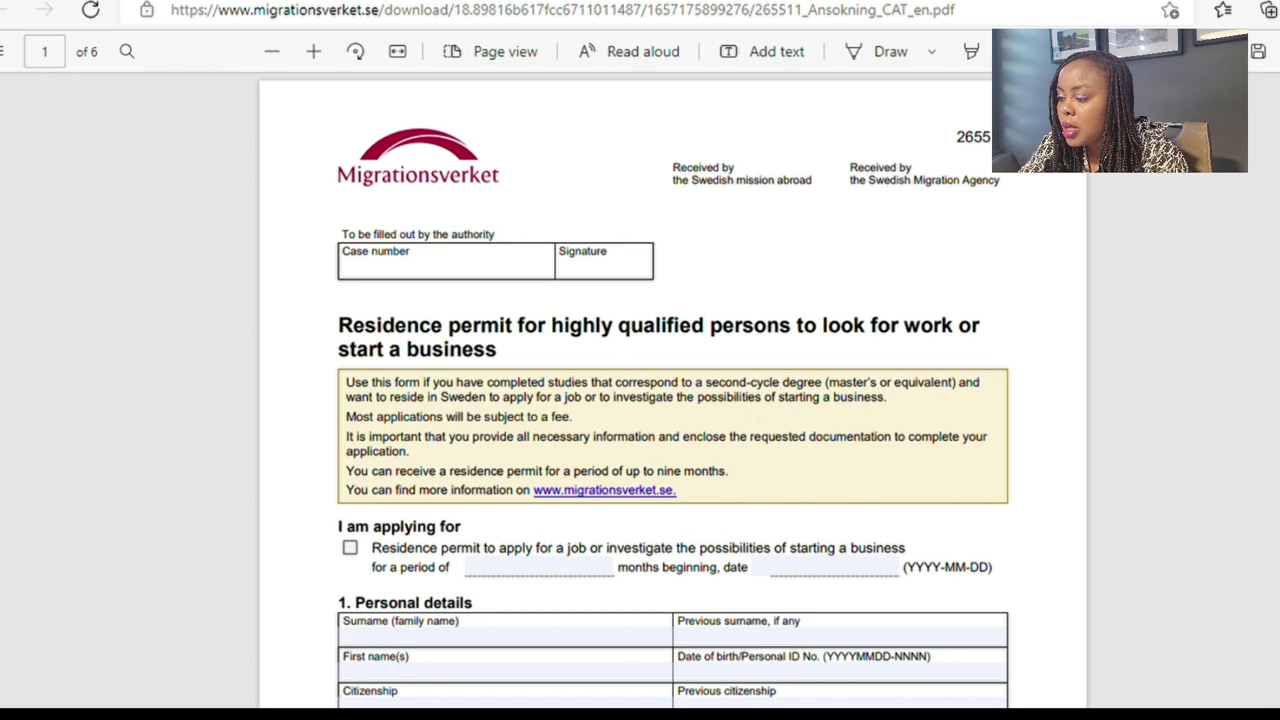 https://www.migrationsverket.se/download/18.89816b617fcc6711011487/1657175899276/265511_Ansokning_CAT_en.pdf
1 of 6 Page view Read aloud Add text Draw
Migrationsverket
2655
Received by
the Swedish mission abroad
Received by
the Swedish Migration Agency
To be filled out by the authority
Case number Signature
Residence permit for highly qualified persons to look for work or
start a business
Use this form if you have completed studies that correspond to a second-cycle degree (master's or equivalent) and
want to reside in Sweden to apply for a job or to investigate the possibilities of starting a business.
Most applications will be subject to a fee.
It is important that you provide all necessary information and enclose the requested documentation to complete your
application.
You can receive a residence permit for a period of up to nine months.
You can find more information on www.migrationsverket.se.
I am applying for
Residence permit to apply for a job or investigate the possibilities of starting a business
for a period of months beginning, date (YYYY-MM-DD)
1. Personal details
Surname (family name) Previous surname, if any
First name(s) Date of birth/Personal ID No. (YYYYMMDD-NNNN)
Citizenship Previous citizenship